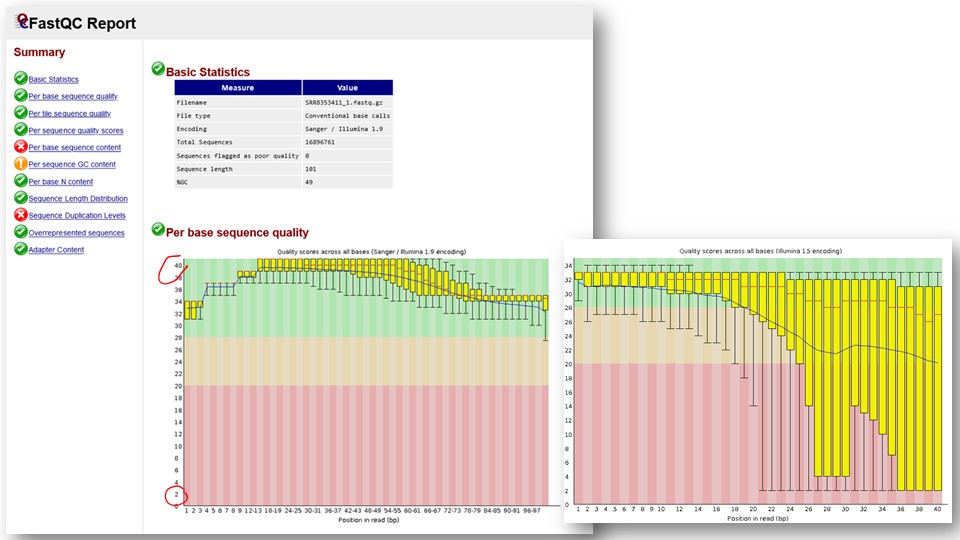 FastQC Report
Summary
Basic Statistics
Per base sequence quality
Per tile sequence quality
Per sequence quality scores
Per base sequence content
Per sequence GC content
Per base N content
Sequence Length Distribution
Sequence Duplication Levels
Overrepresented sequences
Adapter Content
Basic Statistics
Measure Value
Filename SRR8353411_1.fastq.gz
File type Conventional base calls
Encoding Sanger / Illumina 1.9
Total Sequences 16896761
Sequences flagged as poor quality 0
Sequence length 101
%GC 49
Per base sequence quality
Quality scores across all bases (Sanger / Illumina 1.9 encoding)
40
38
36
34
32
30
28
26
24
22
20
18
16
14
12
10
8
6
4
2
0
1 2 3 4 5 6 7 8 9 12-13 18-19 24-25 30-31 36-37 42-43 48-49 54-55 60-61 66-67 72-73 78-79 84-85 90-91 96-97
Position in read (bp)
Quality scores across all bases (Illumina 1.5 encoding)
34
32
30
28
26
24
22
20
18
16
14
12
10
8
6
4
2
0
1 2 3 4 5 6 7 8 9 10 12 14 16 18 20 22 24 26 28 30 32 34 36 38 40
Position in read (bp)